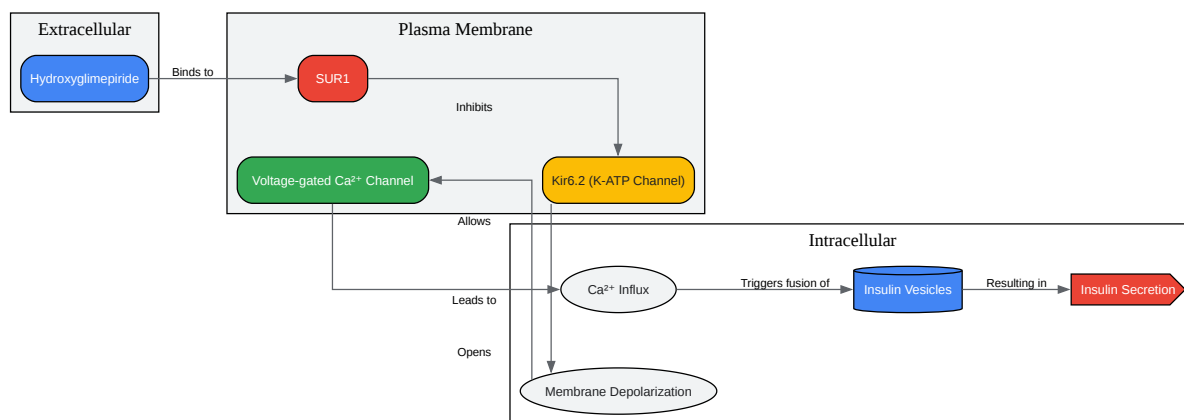 Extracellular
Plasma Membrane
Hydroxyglimepiride
Binds to
SUR1
Inhibits
Voltage-gated Ca²⁺ Channel
Kir6.2 (K-ATP Channel)
Allows
Intracellular
Ca²⁺ Influx
Triggers fusion of
Insulin Vesicles
Resulting in
Insulin Secretion
Leads to
Opens
Membrane Depolarization